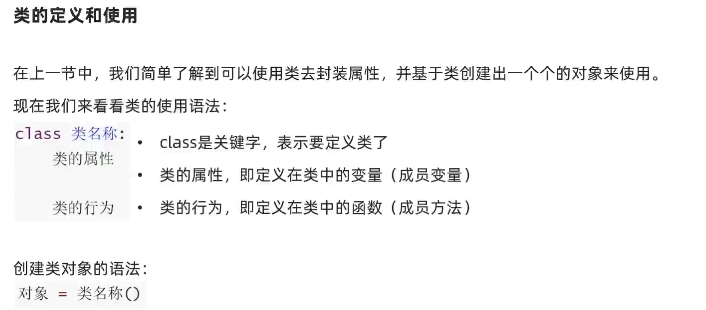 类的定义和使用
在上一节中，我们简单了解到可以使用类去封装属性，并基于类创建出一个个的对象来使用。
现在我们来看看类的使用语法：
class 类名称:
类的属性
类的行为
• class是关键字，表示要定义类了
• 类的属性，即定义在类中的变量（成员变量）
• 类的行为，即定义在类中的函数（成员方法）
创建类对象的语法：
对象 = 类名称()